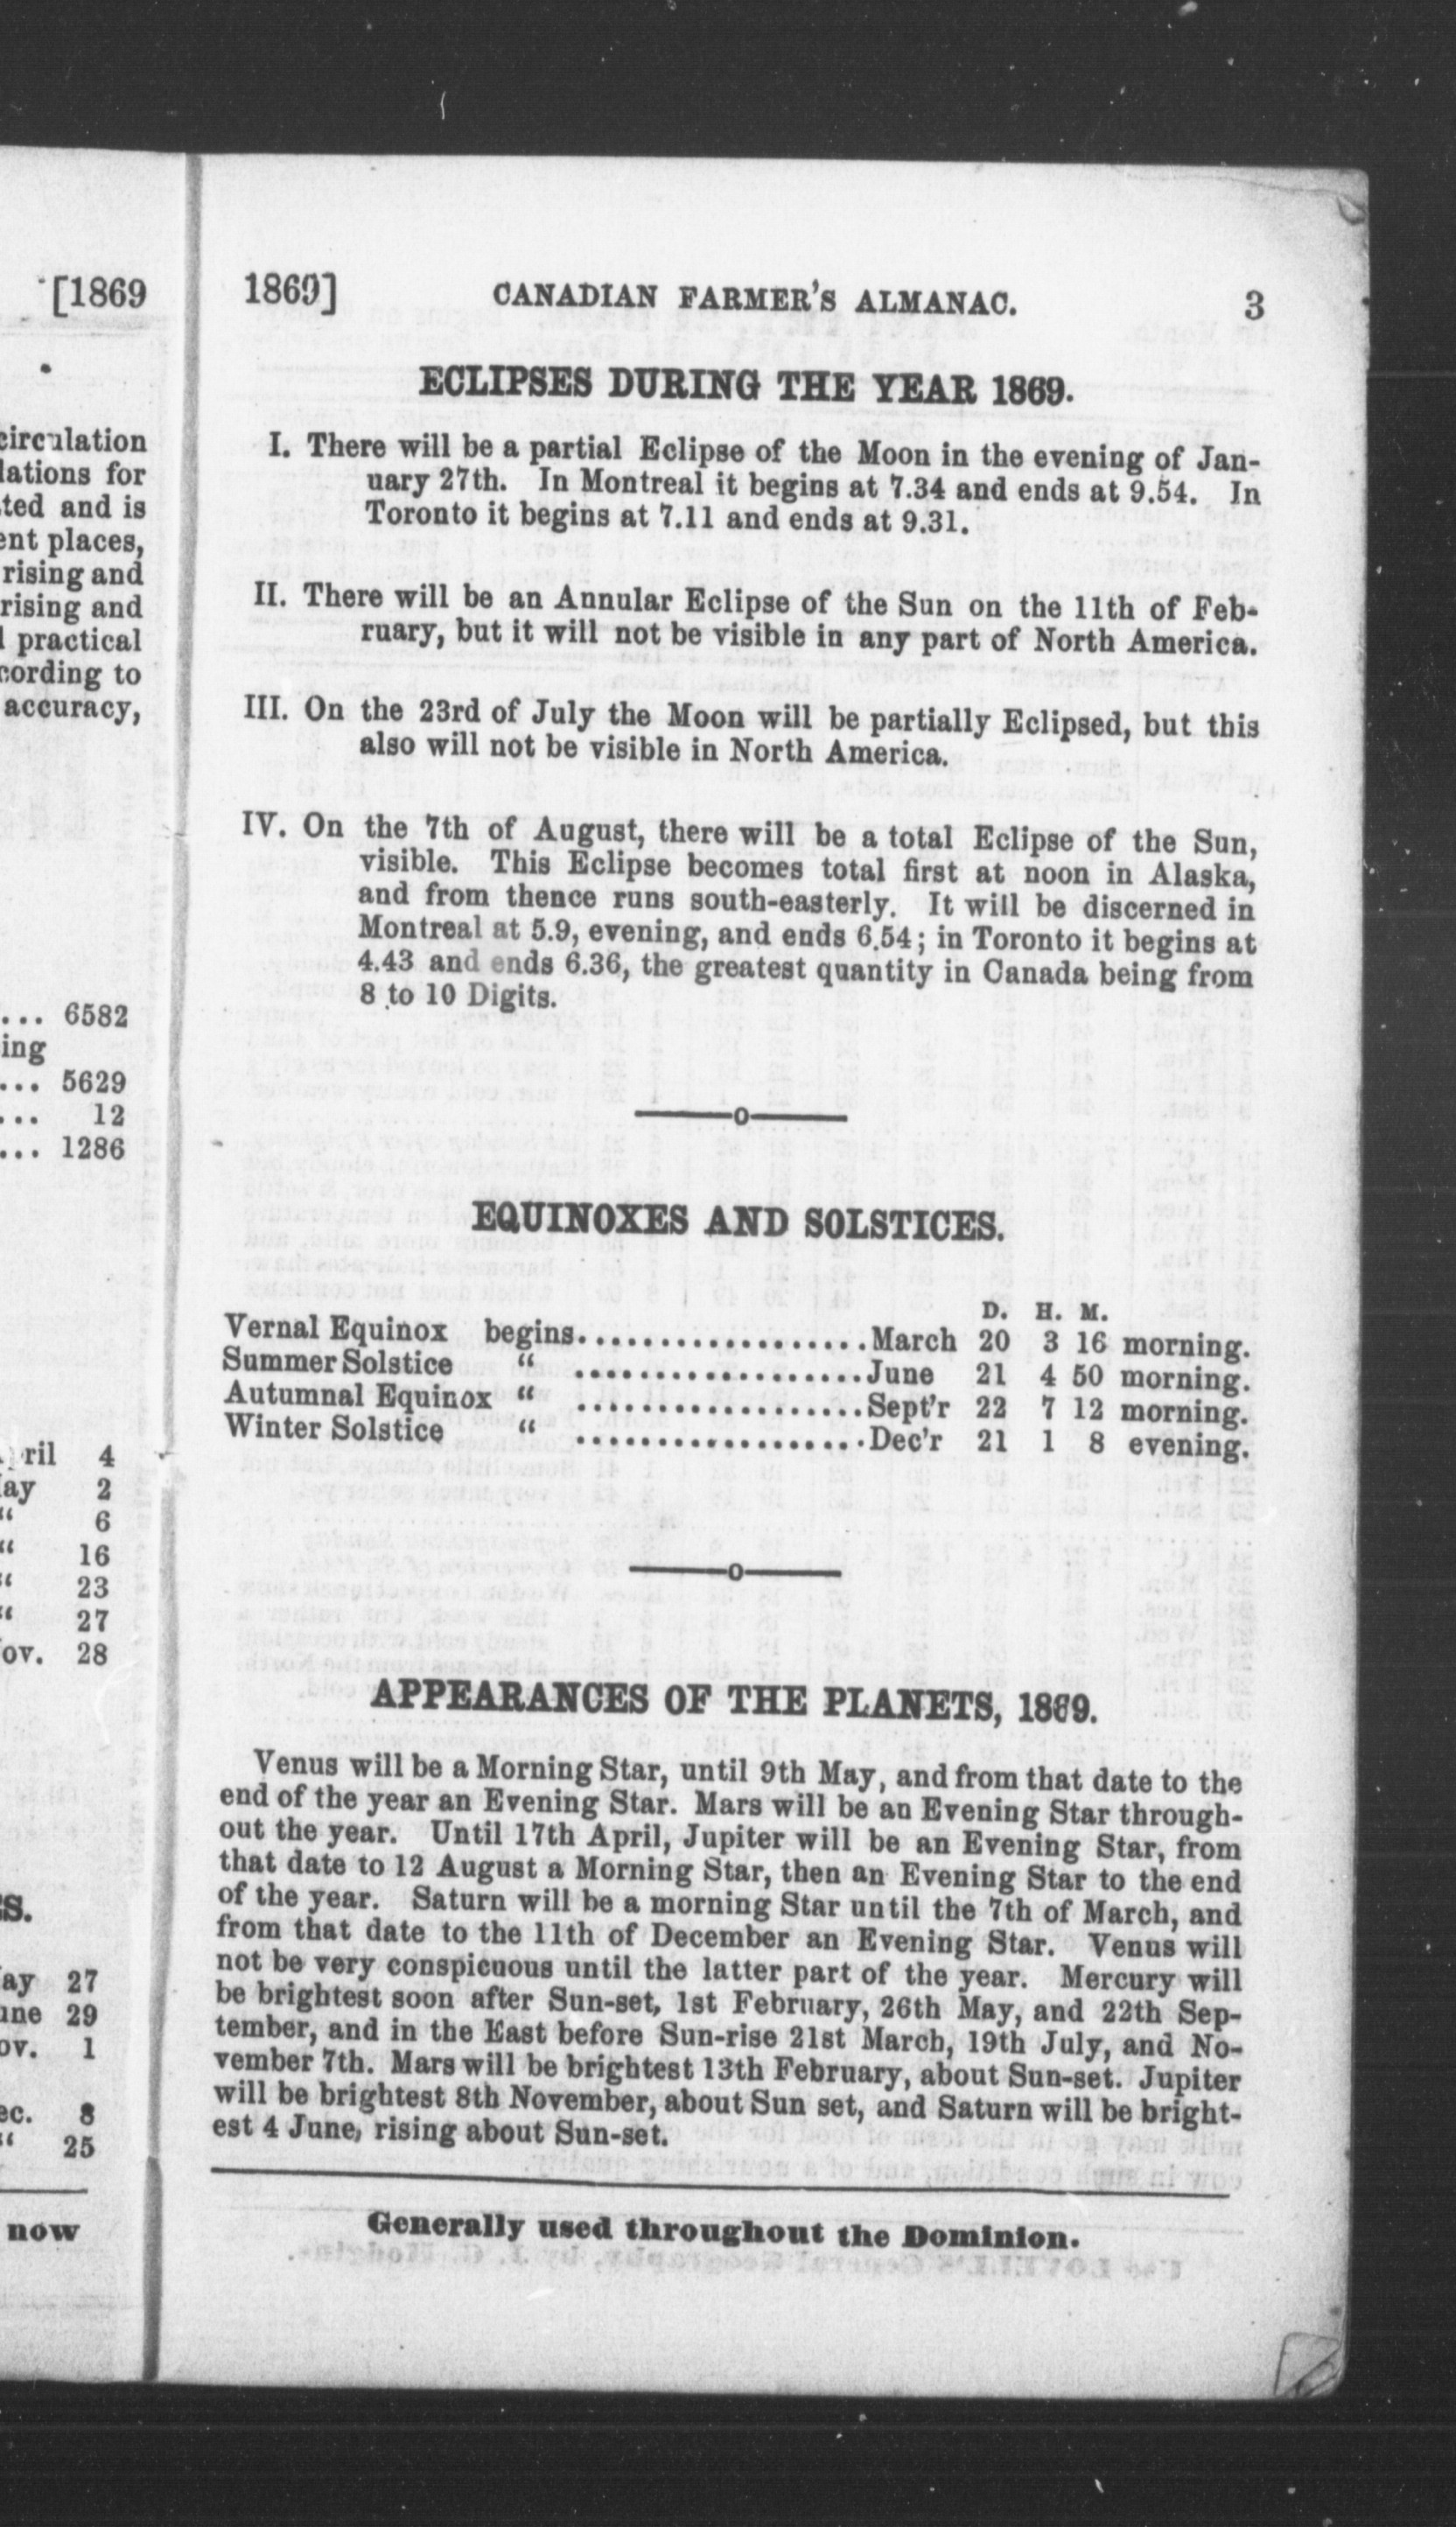 [1869
circulation
lations for
ted and is
ent places,
rising and
rising and
practical
cording to
accuracy,
... 6582
ing
... 5629
... 12
... 1286
ril 4
ay 2
“ 6
“ 16
“ 23
“ 27
ov. 28
S.
ay 27
une 29
ov. 1
ec. 8
“ 25
now
1869] CANADIAN FARMER'S ALMANAC. 3
ECLIPSES DURING THE YEAR 1869.
I. There will be a partial Eclipse of the Moon in the evening of Jan-
uary 27th. In Montreal it begins at 7.34 and ends at 9.54. In
Toronto it begins at 7.11 and ends at 9.31.
II. There will be an Annular Eclipse of the Sun on the 11th of Feb-
ruary, but it will not be visible in any part of North America.
III. On the 23rd of July the Moon will be partially Eclipsed, but this
also will not be visible in North America.
IV. On the 7th of August, there will be a total Eclipse of the Sun,
visible. This Eclipse becomes total first at noon in Alaska,
and from thence runs south-easterly. It will be discerned in
Montreal at 5.9, evening, and ends 6.54; in Toronto it begins at
4.43 and ends 6.36, the greatest quantity in Canada being from
8 to 10 Digits.
EQUINOXES AND SOLSTICES.
D. H. M.
Vernal Equinox begins...................March 20 3 16 morning.
Summer Solstice “ ...................June 21 4 50 morning.
Autumnal Equinox “ ...................Sept'r 22 7 12 morning.
Winter Solstice “ ...................Dec'r 21 1 8 evening.
APPEARANCES OF THE PLANETS, 1869.
Venus will be a Morning Star, until 9th May, and from that date to the
end of the year an Evening Star. Mars will be an Evening Star through-
out the year. Until 17th April, Jupiter will be an Evening Star, from
that date to 12 August a Morning Star, then an Evening Star to the end
of the year. Saturn will be a morning Star until the 7th of March, and
from that date to the 11th of December an Evening Star. Venus will
not be very conspicuous until the latter part of the year. Mercury will
be brightest soon after Sun-set, 1st February, 26th May, and 22th Sep-
tember, and in the East before Sun-rise 21st March, 19th July, and No-
vember 7th. Mars will be brightest 13th February, about Sun-set. Jupiter
will be brightest 8th November, about Sun set, and Saturn will be bright-
est 4 June, rising about Sun-set.
Generally used throughout the Dominion.